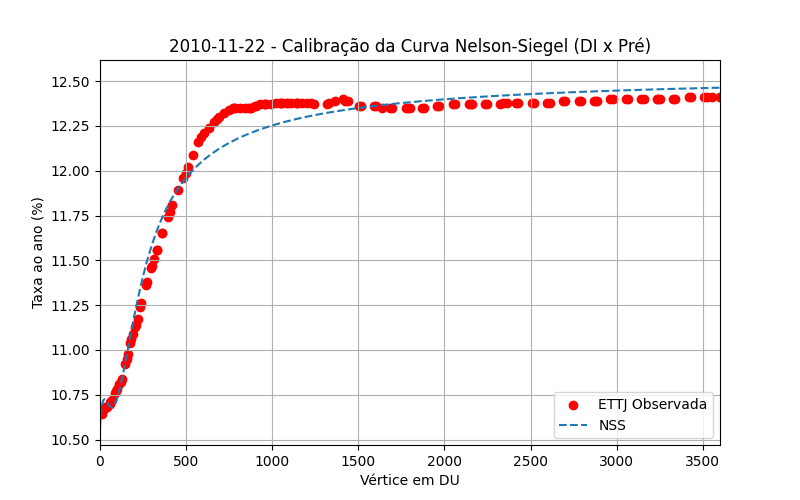 2010-11-22 - Calibração da Curva Nelson-Siegel (DI x Pré)
Taxa ao ano (%)
12.50
12.25
12.00
11.75
11.50
11.25
11.00
10.75
10.50
ETTJ Observada
NSS
0 500 1000 1500 2000 2500 3000 3500
Vértice em DU